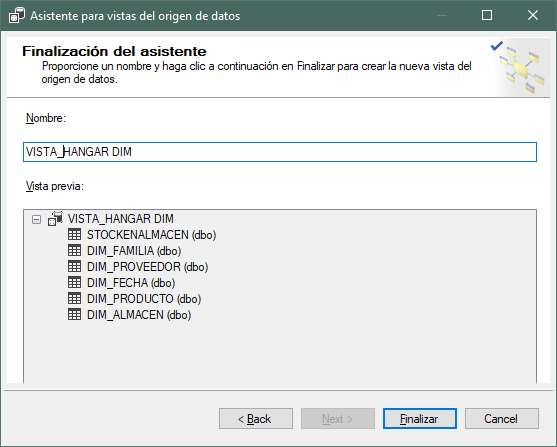 Asistente para vistas del origen de datos
Finalización del asistente
Proporcione un nombre y haga clic a continuación en Finalizar para crear la nueva vista del
origen de datos.
Nombre:
VISTA_HANGAR DIM
Vista previa:
VISTA_HANGAR DIM
STOCKENALMACEN (dbo)
DIM_FAMILIA (dbo)
DIM_PROVEEDOR (dbo)
DIM_FECHA (dbo)
DIM_PRODUCTO (dbo)
DIM_ALMACEN (dbo)
< Back
Next >
Finalizar
Cancel